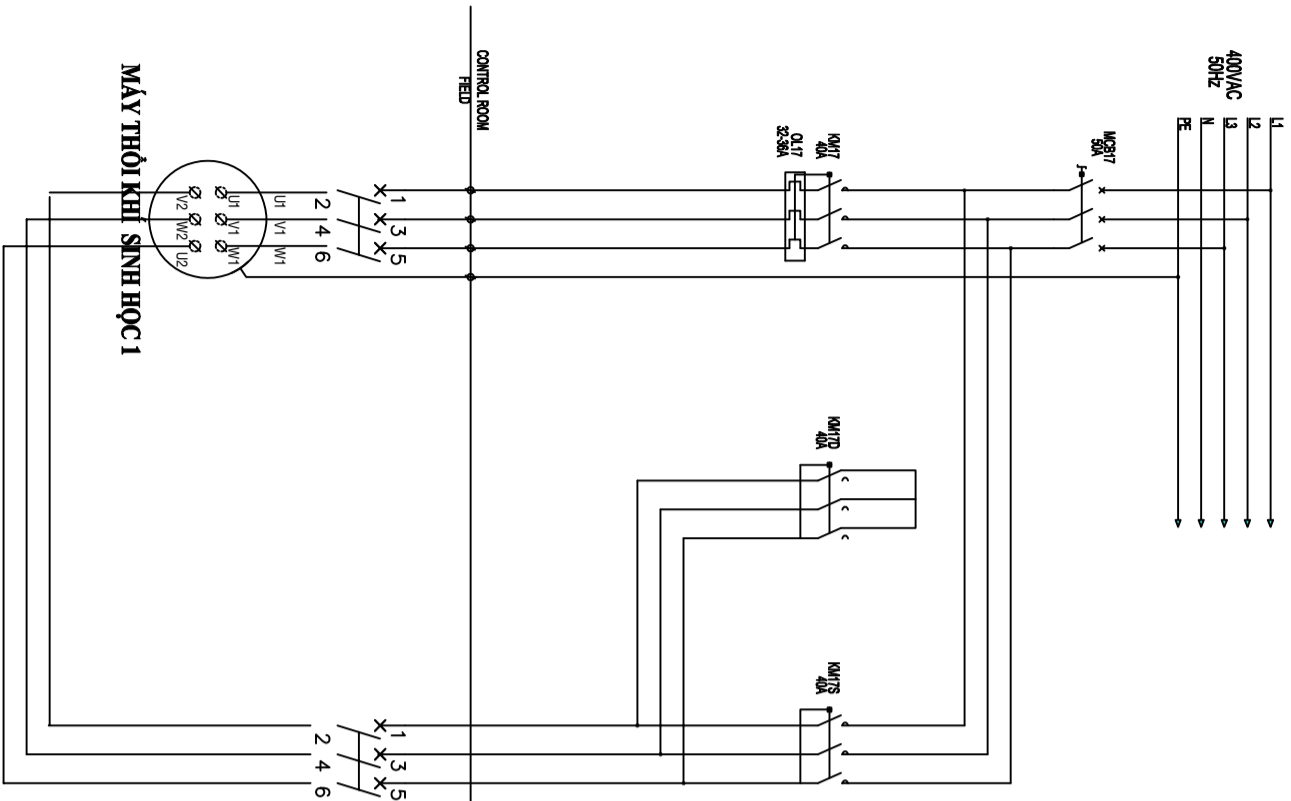 400VAC
50Hz
L1
L2
L3
N
PE
MCB17
50A
KM17
40A
OL17
32-36A
KM17D
40A
KM17S
40A
CONTROL ROOM
FIELD
1
3
5
2
4
6
U1
V1
W1
U1
V1
W1
V2
W2
U2
MÁY THỔI KHÍ SINH HỌC 1
1
3
5
2
4
6